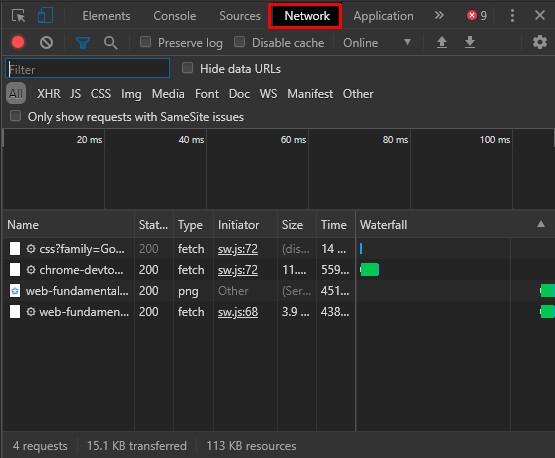 Elements Console Sources Network Application » 9
Preserve log Disable cache Online
Filter Hide data URLs
All XHR JS CSS Img Media Font Doc WS Manifest Other
Only show requests with SameSite issues
20 ms 40 ms 60 ms 80 ms 100 ms
Name Stat... Type Initiator Size Time Waterfall
css?family=Go... 200 fetch sw.js:72 (dis... 14 ...
chrome-devto... 200 fetch sw.js:72 11.... 559...
web-fundamental... 200 png Other (Ser... 451...
web-fundamen... 200 fetch sw.js:68 3.9 ... 438...
4 requests 15.1 KB transferred 113 KB resources